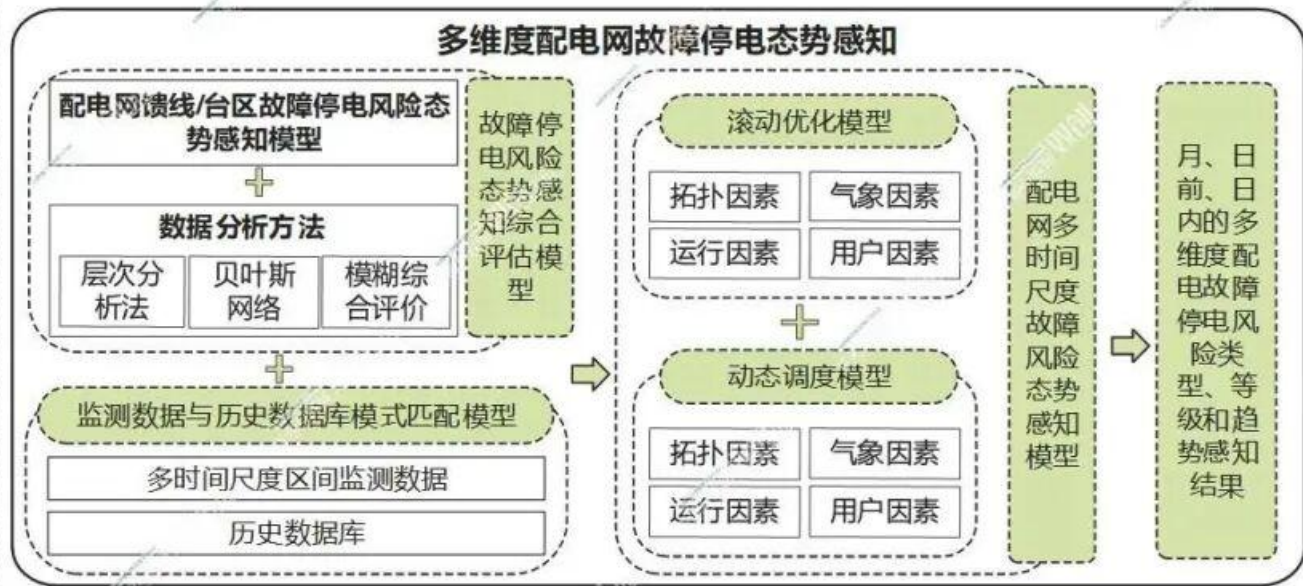 多维度配电网故障停电态势感知
配电网馈线/台区故障停电风险态
势感知模型
+
数据分析方法
层次分
析法
贝叶斯
网络
模糊综
合评价
故障停
电风险
态势感
知综合
评估模
型
+
监测数据与历史数据库模式匹配模型
多时间尺度区间监测数据
历史数据库
滚动优化模型
拓扑因素
气象因素
运行因素
用户因素
+
动态调度模型
拓扑因素
气象因素
运行因素
用户因素
配电
网多
时间
尺度
故障
风险
态势
感知
模型
月、日
前、日
内的多
维度配
电故障
停电风
险类
型、等
级和趋
势感知
结果